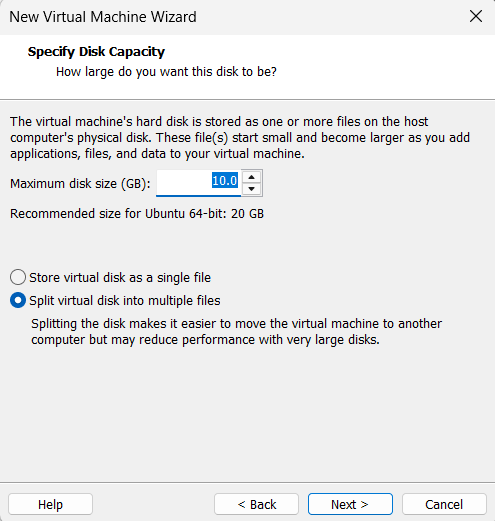 New Virtual Machine Wizard
Specify Disk Capacity
How large do you want this disk to be?
The virtual machine's hard disk is stored as one or more files on the host
computer's physical disk. These file(s) start small and become larger as you add
applications, files, and data to your virtual machine.
Maximum disk size (GB): 10.0
Recommended size for Ubuntu 64-bit: 20 GB
Store virtual disk as a single file
Split virtual disk into multiple files
Splitting the disk makes it easier to move the virtual machine to another
computer but may reduce performance with very large disks.
Help < Back Next > Cancel